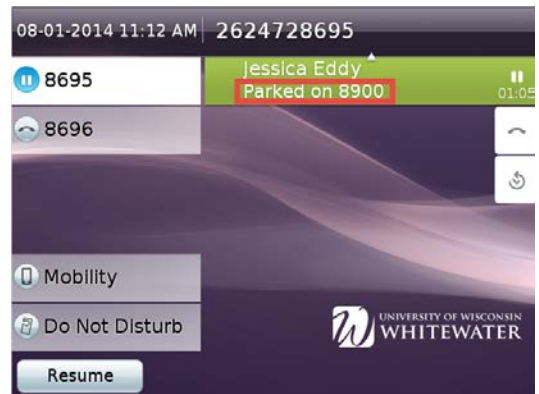 08-01-2014 11:12 AM 2624728695
8695
Jessica Eddy
Parked on 8900
01:05
8696
Mobility
Do Not Disturb
UNIVERSITY OF WISCONSIN
WHITEWATER
Resume